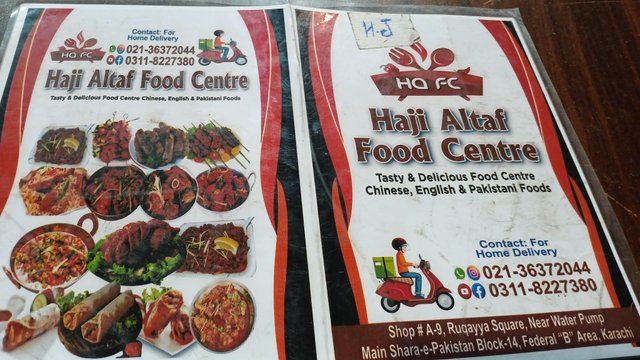 HA FC
Contact: For
Home Delivery
021-36372044
0311-8227380
Haji Altaf Food Centre
Tasty & Delicious Food Centre Chinese, English & Pakistani Foods
H.J
HA FC
Haji Altaf
Food Centre
Tasty & Delicious Food Centre
Chinese, English & Pakistani Foods
Contact: For
Home Delivery
021-36372044
0311-8227380
Shop # A-9, Ruqayya Square, Near Water Pump
Main Shara-e-Pakistan Block-14, Federal "B" Area, Karachi